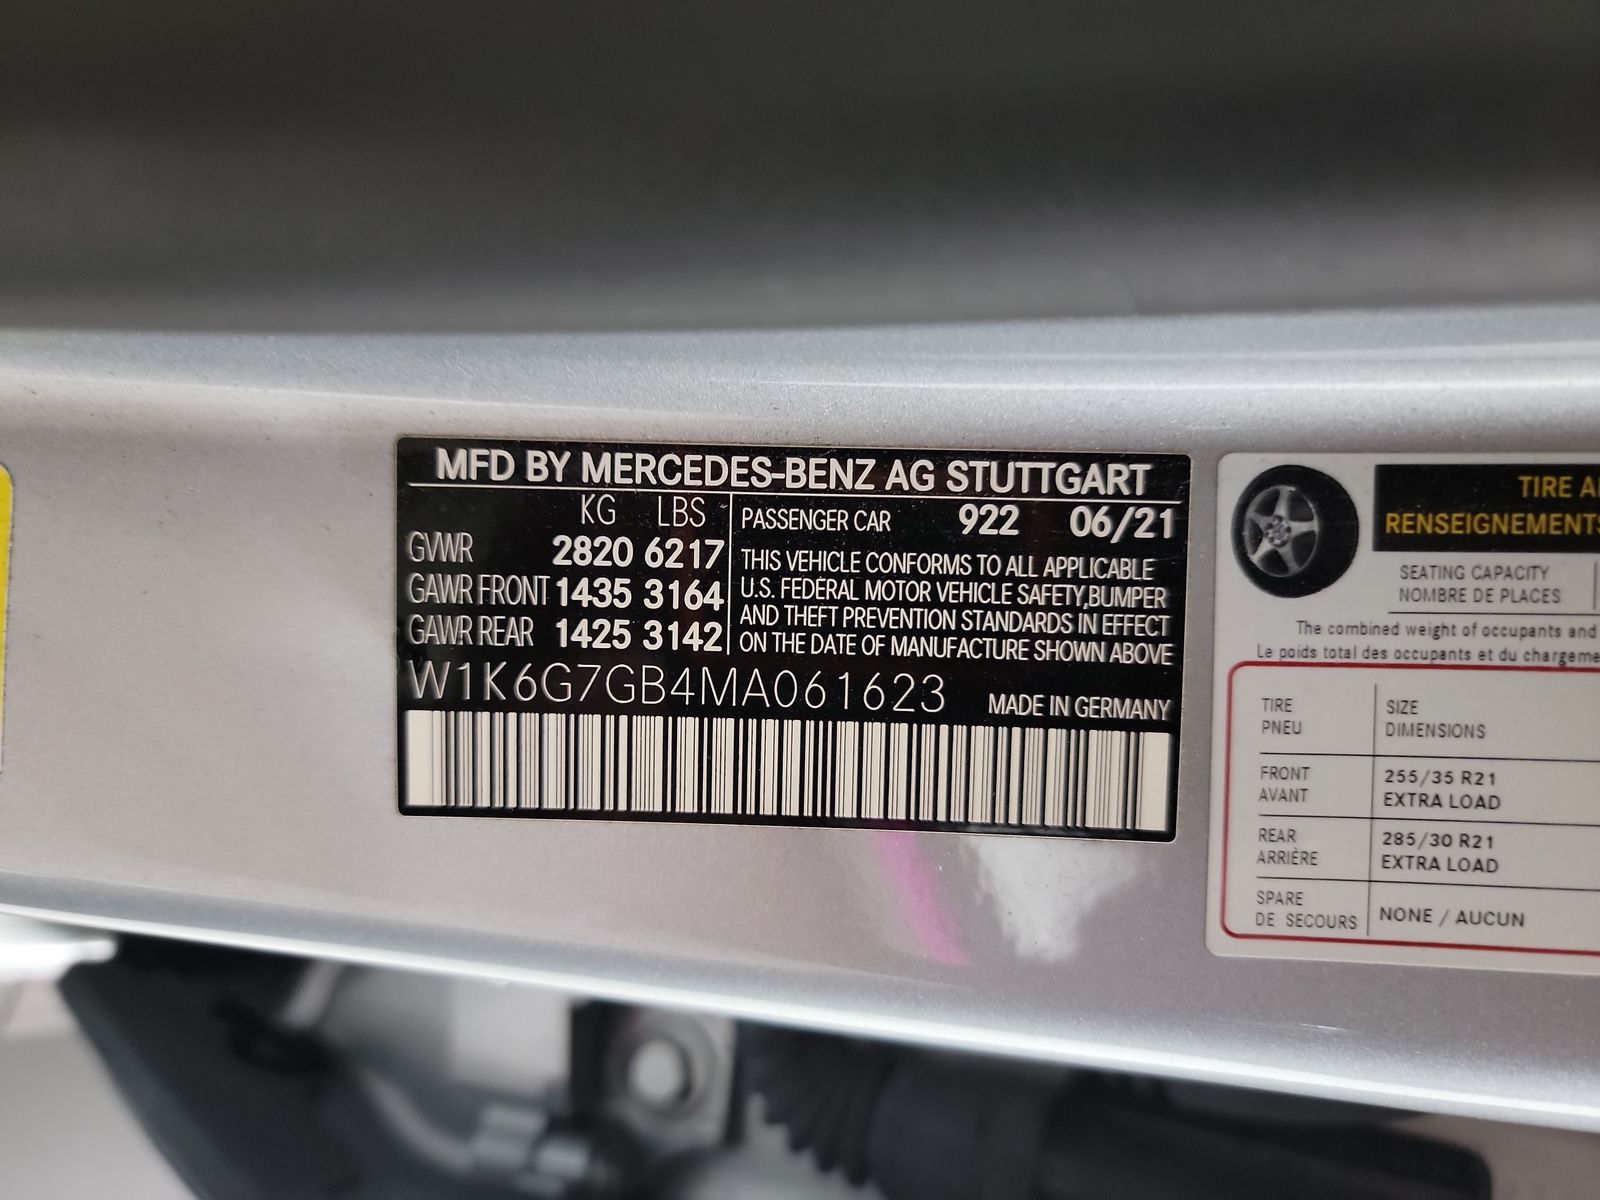 MFD BY MERCEDES-BENZ AG STUTTGART
KG LBS
GVWR 2820 6217
GAWR FRONT 1435 3164
GAWR REAR 1425 3142
PASSENGER CAR 922 06/21
THIS VEHICLE CONFORMS TO ALL APPLICABLE
U.S. FEDERAL MOTOR VEHICLE SAFETY,BUMPER
AND THEFT PREVENTION STANDARDS IN EFFECT
ON THE DATE OF MANUFACTURE SHOWN ABOVE
W1K6G7GB4MA061623
MADE IN GERMANY
TIRE
RENSEIGNEMENTS
SEATING CAPACITY
NOMBRE DE PLACES
The combined weight of occupants and
Le poids total des occupants et du
TIRE
PNEU
SIZE
DIMENSIONS
FRONT
AVANT
255/35 R21
EXTRA LOAD
REAR
ARRIÈRE
285/30 R21
EXTRA LOAD
SPARE
DE SECOURS
NONE / AUCUN